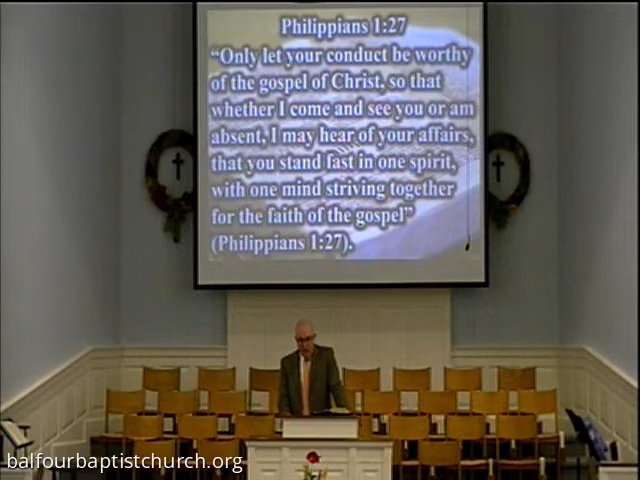 Philippians 1:27
“Only let your conduct be worthy
of the gospel of Christ, so that
whether I come and see you or am
absent, I may hear of your affairs,
that you stand fast in one spirit,
with one mind striving together
for the faith of the gospel”
(Philippians 1:27).
balfourbaptistchurch.org